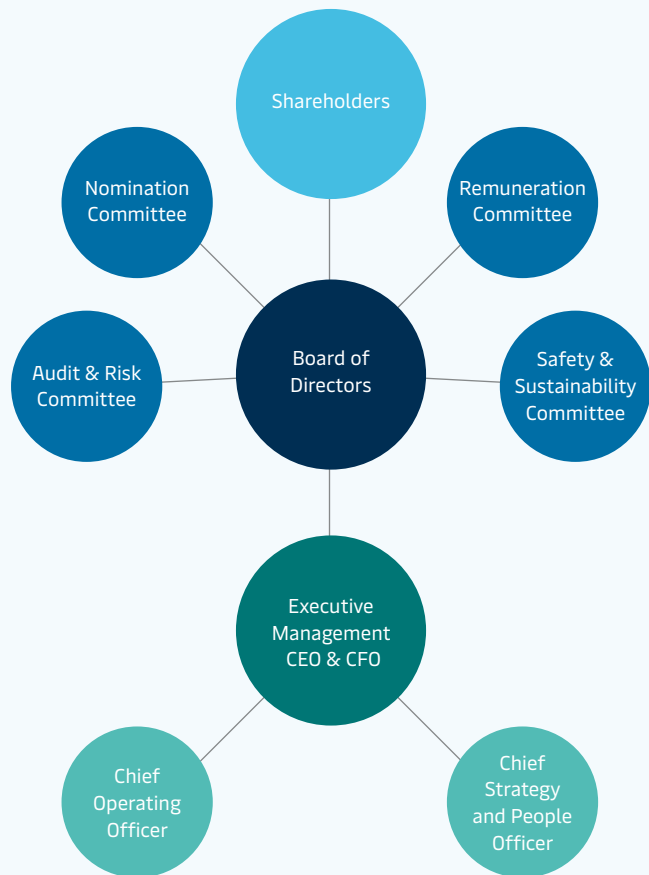 Shareholders
Nomination
Committee
Remuneration
Committee
Audit & Risk
Committee
Board of
Directors
Safety &
Sustainability
Committee
Executive
Management
CEO & CFO
Chief
Operating
Officer
Chief
Strategy
and People
Officer